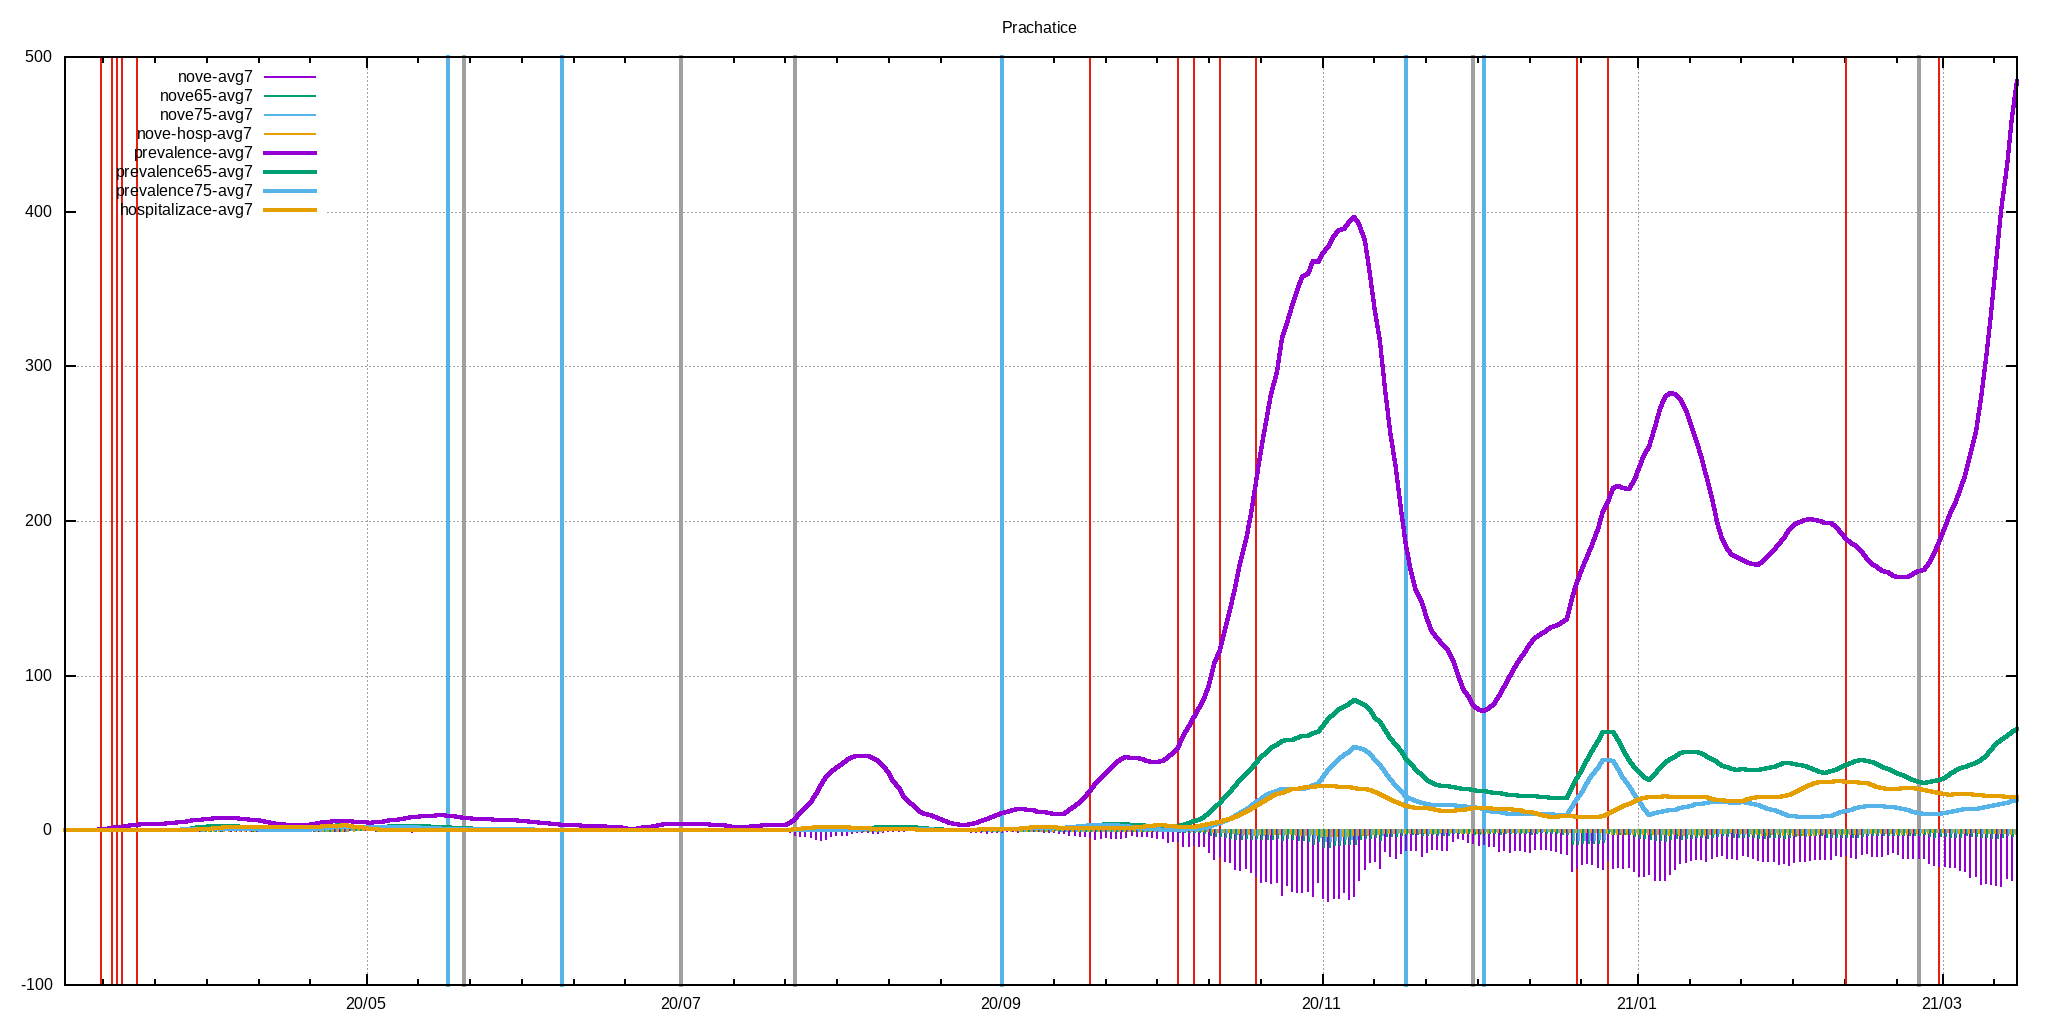 Prachatice
500
nove-avg7
nove65-avg7
nove75-avg7
nove-hosp-avg7
prevalence-avg7
prevalence65-avg7
prevalence75-avg7
hospitalizace-avg7
400
300
200
100
0
-100
20/05 20/07 20/09 20/11 21/01 21/03